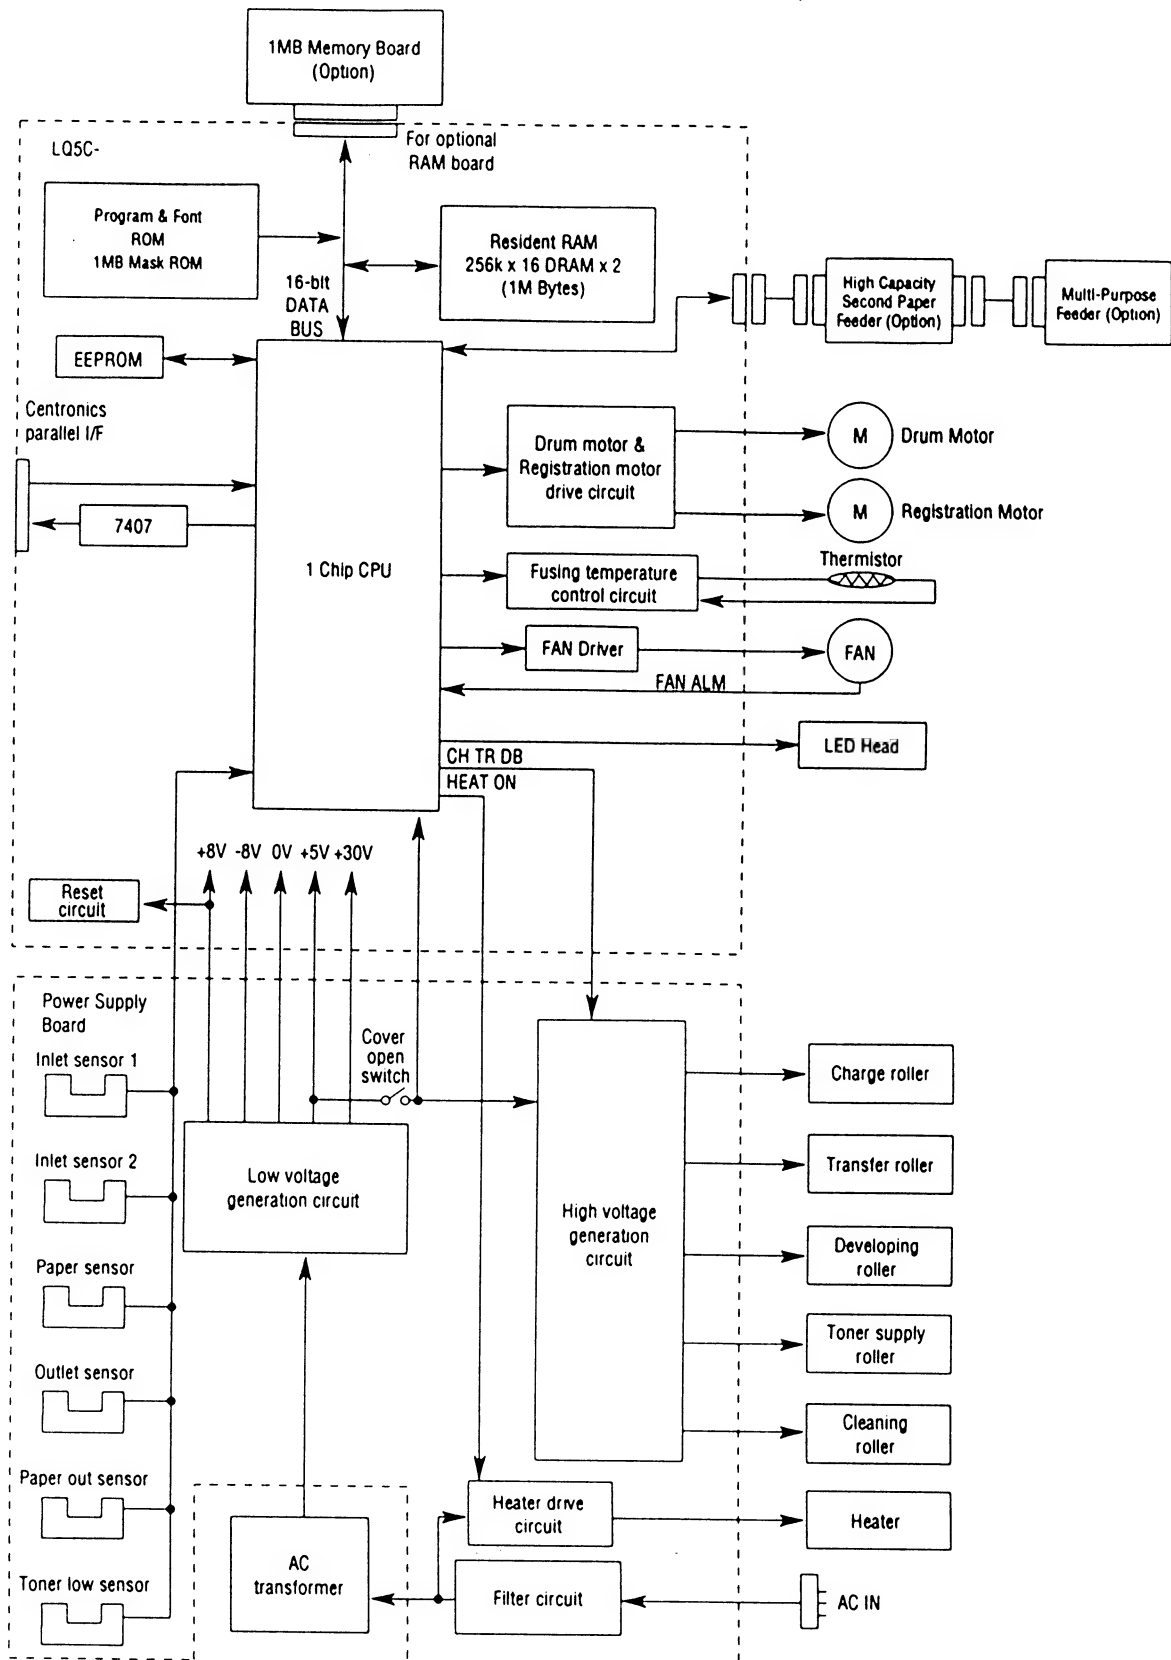 1MB Memory Board
(Option)
For optional
RAM board
LQ5C-
Program & Font
ROM
1MB Mask ROM
Resident RAM
256k x 16 DRAM x 2
(1M Bytes)
16-bit
DATA
BUS
High Capacity
Second Paper
Feeder (Option)
Multi-Purpose
Feeder (Option)
EEPROM
Centronics
parallel I/F
7407
1 Chip CPU
Drum motor &
Registration motor
drive circuit
M
Drum Motor
M
Registration Motor
Thermistor
Fusing temperature
control circuit
FAN Driver
FAN
FAN ALM
LED Head
CH TR DB
HEAT ON
+8V
-8V
0V
+5V
+30V
Reset
circuit
Power Supply
Board
Inlet sensor 1
Cover
open
switch
Charge roller
Inlet sensor 2
Low voltage
generation circuit
High voltage
generation
circuit
Transfer roller
Paper sensor
Developing
roller
Outlet sensor
Toner supply
roller
Cleaning
roller
Paper out sensor
Heater drive
circuit
Heater
Toner low sensor
AC
transformer
Filter circuit
AC IN